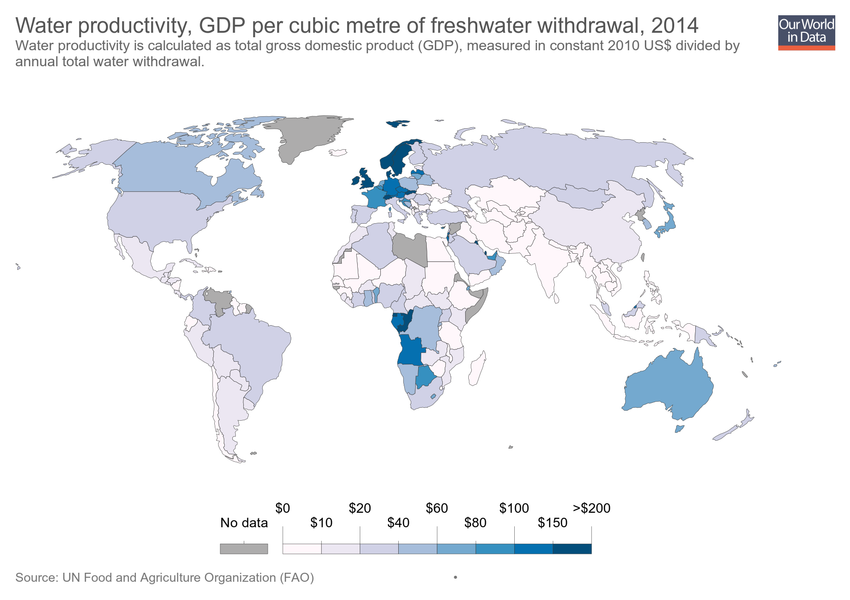 Water productivity, GDP per cubic metre of freshwater withdrawal, 2014
Our World
in Data
Water productivity is calculated as total gross domestic product (GDP), measured in constant 2010 US$ divided by
annual total water withdrawal.
$0 $20 $60 $100 >$200
No data $10 $40 $80 $150
Source: UN Food and Agriculture Organization (FAO)